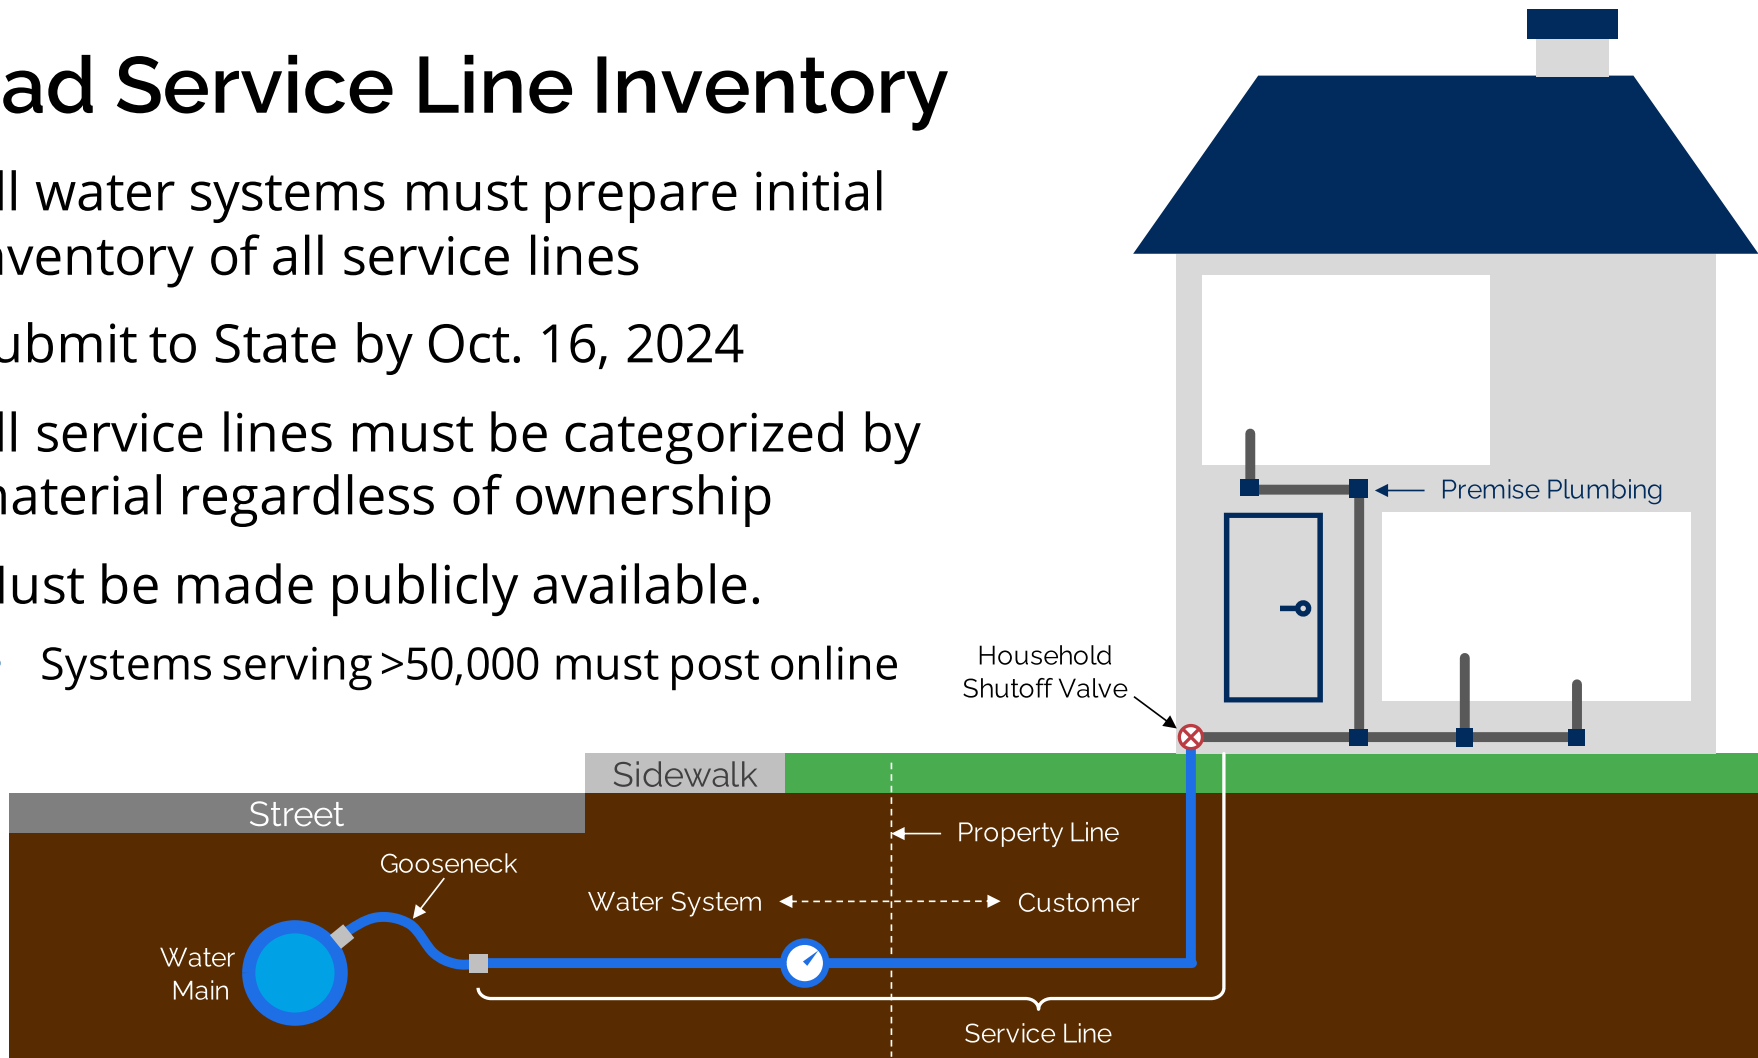 ad Service Line Inventory
ll water systems must prepare initial
nventory of all service lines
ubmit to State by Oct. 16, 2024
ll service lines must be categorized by
naterial regardless of ownership
ust be made publicly available.
Systems serving >50,000 must post online
Premise Plumbing
Household
Shutoff Valve
Sidewalk
Street
Property Line
Gooseneck
Water System
Customer
Water
Main
Service Line